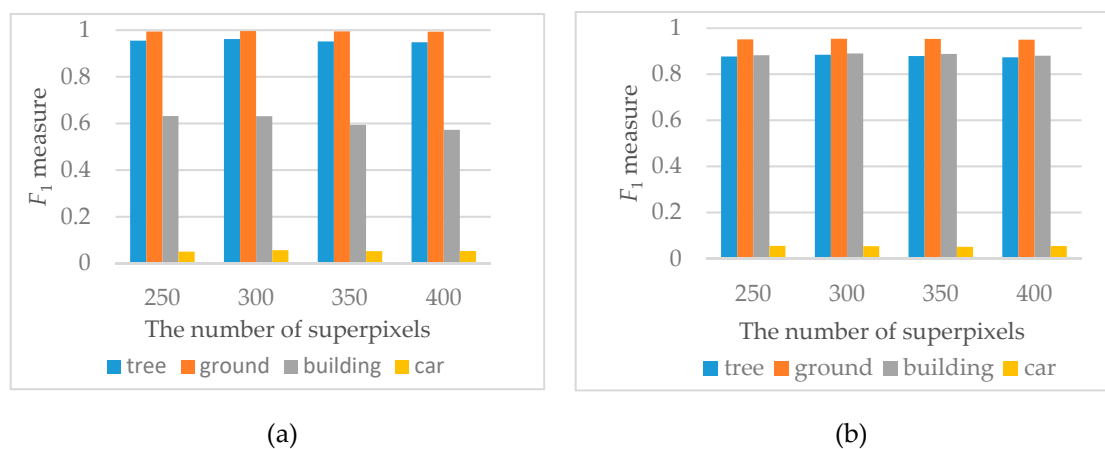 1
0.8
0.6
0.4
0.2
0
F1 measure
250 300 350 400
The number of superpixels
tree ground building car
(a)
1
0.8
0.6
0.4
0.2
0
F1 measure
250 300 350 400
The number of superpixels
tree ground building car
(b)